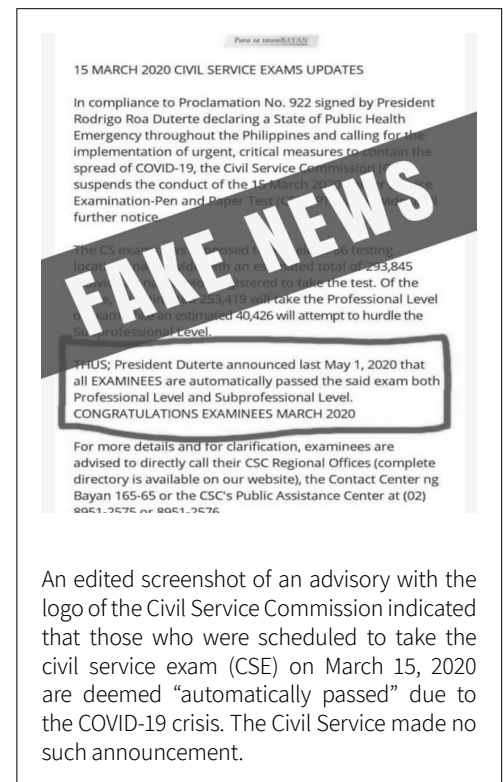 Para sa taumBAYAN
15 MARCH 2020 CIVIL SERVICE EXAMS UPDATES
In compliance to Proclamation No. 922 signed by President
Rodrigo Roa Duterte declaring a State of Public Health
Emergency throughout the Philippines and calling for the
implementation of urgent, critical measures to contain the
spread of COVID-19, the Civil Service Commission
suspends the conduct of the 15 March
Examination-Pen and Paper Test
further notice
The CS
testing
an estimated total of 293,845
registered to take the test. Of the
253,419 will take the Professional Level
an estimated 40,426 will attempt to hurdle the
Subprofessional Level.
FAKE NEWS
THUS; President Duterte announced last May 1, 2020 that
all EXAMINEES are automatically passed the said exam both
Professional Level and Subprofessional Level.
CONGRATULATIONS EXAMINEES MARCH 2020
For more details and for clarification, examinees are
advised to directly call their CSC Regional Offices (complete
directory is available on our website), the Contact Center ng
Bayan 165-65 or the CSC's Public Assistance Center at (02)
8951-2575 or 8951-2576
An edited screenshot of an advisory with the
logo of the Civil Service Commission indicated
that those who were scheduled to take the
civil service exam (CSE) on March 15, 2020
are deemed “automatically passed” due to
the COVID-19 crisis. The Civil Service made no
such announcement.